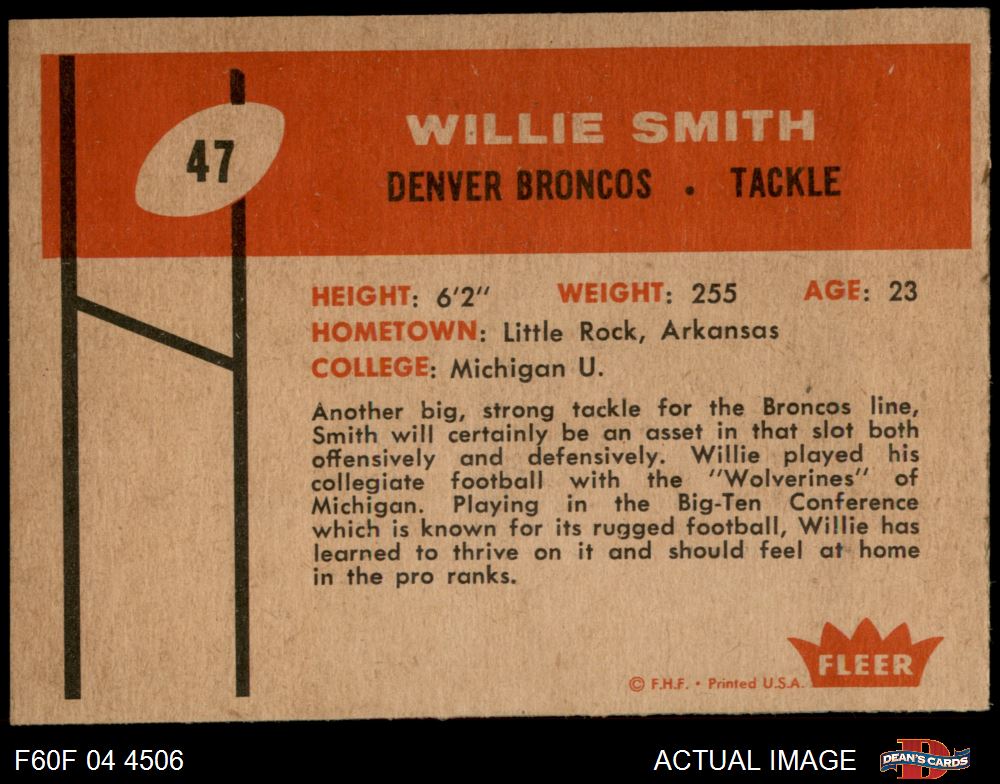 47
WILLIE SMITH
DENVER BRONCOS . TACKLE
HEIGHT: 6'2" WEIGHT: 255 AGE: 23
HOMETOWN: Little Rock, Arkansas
COLLEGE: Michigan U.
Another big, strong tackle for the Broncos line,
Smith will certainly be an asset in that slot both
offensively and defensively. Willie played his
collegiate football with the "Wolverines" of
Michigan. Playing in the Big-Ten Conference
which is known for its rugged football, Willie has
learned to thrive on it and should feel at home
in the pro ranks.
FLEER
© F.H.F. • Printed U.S.A.
F60F 04 4506 ACTUAL IMAGE D DEAN'S CARDS